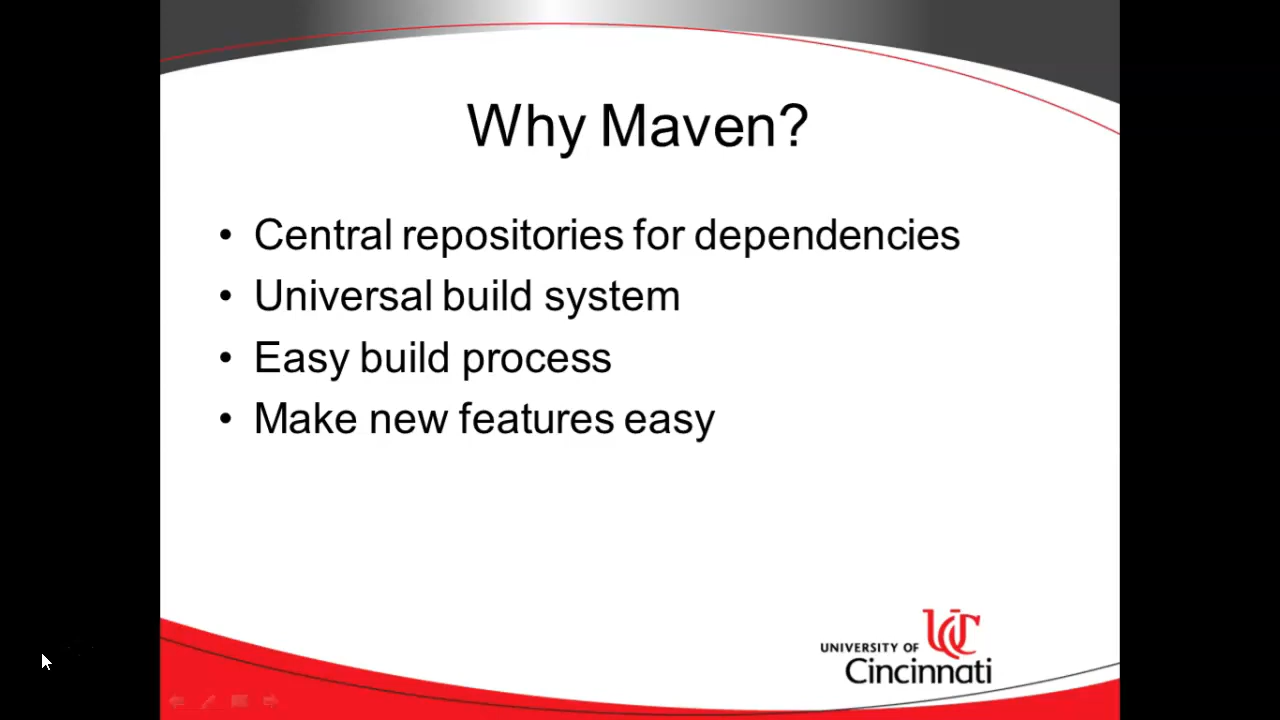 Why Maven?
• Central repositories for dependencies
• Universal build system
• Easy build process
• Make new features easy
UC
UNIVERSITY OF
Cincinnati